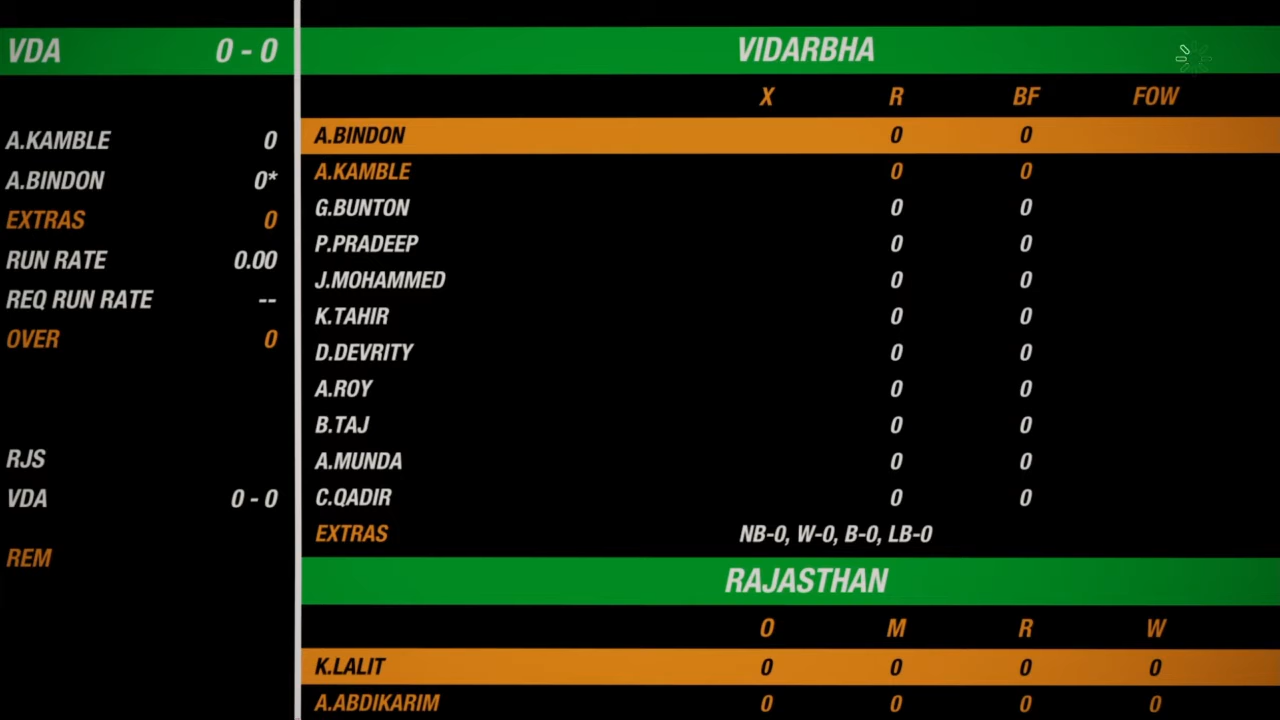 VDA 0 - 0
A.KAMBLE 0
A.BINDON 0*
EXTRAS 0
RUN RATE 0.00
REQ RUN RATE --
OVER 0
RJS
VDA 0 - 0
REM
VIDARBHA
X R BF FOW
A.BINDON 0 0
A.KAMBLE 0 0
G.BUNTON 0 0
P.PRADEEP 0 0
J.MOHAMMED 0 0
K.TAHIR 0 0
D.DEVRITY 0 0
A.ROY 0 0
B.TAJ 0 0
A.MUNDA 0 0
C.QADIR 0 0
EXTRAS NB-0, W-0, B-0, LB-0
RAJASTHAN
O M R W
K.LALIT 0 0 0 0
A.ABDIKARIM 0 0 0 0